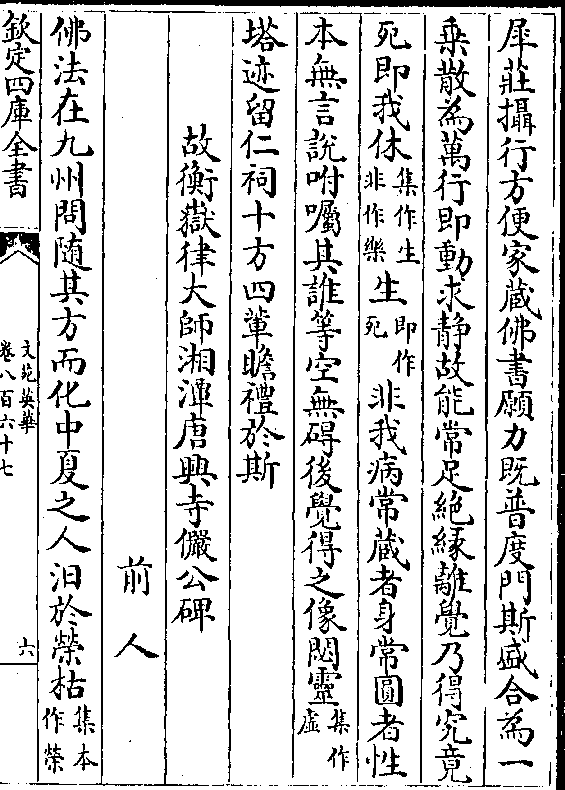 犀莊攝行方便家藏佛書願力既普度門斯盛合為一
乘散為萬行即動求静故能常足絶縁離覺乃得究竟
死即我休集作生非作樂生即作死非我病常藏者身常圓者性
本無言說咐囑其誰等空無碍後覺得之像閟靈集作虚
塔迹留仁祠十方四輩瞻禮於斯
故衡嶽律大師湘潭唐興寺儼公碑
前人
佛法在九州間随其方而化中夏之人汩於榮枯集本作榮
欽定四庫全書
文苑英華
卷八百六十七
六